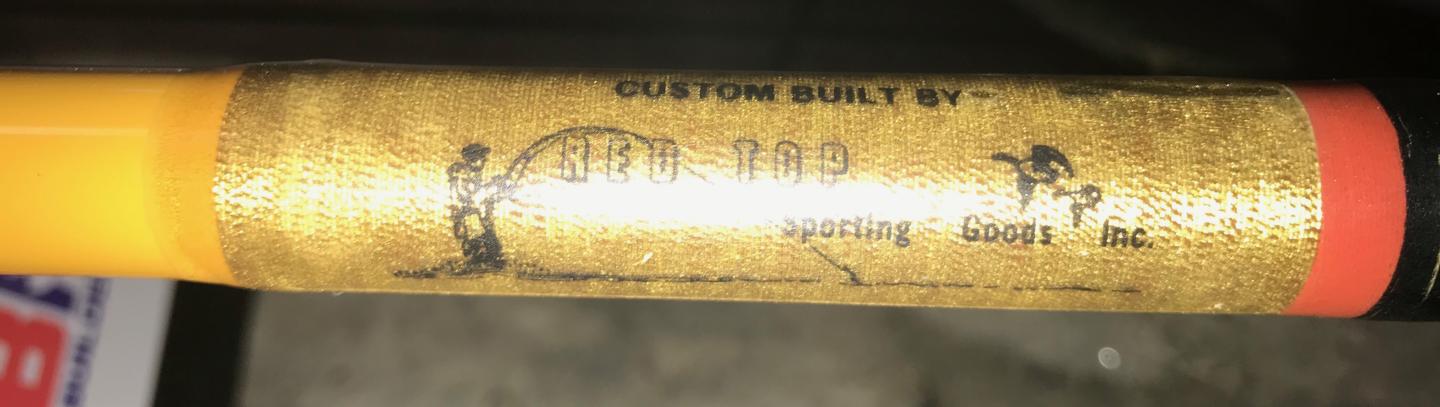 CUSTOM BUILT BY
RED TOP
Sporting Goods Inc.